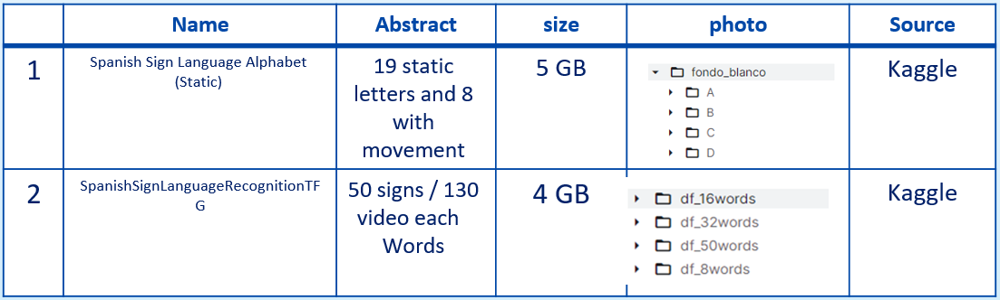 Name Abstract size photo Source
1 Spanish Sign Language Alphabet
(Static)
19 static
letters and 8
with
movement
5 GB
fondo_blanco
A
B
C
D
Kaggle
2 SpanishSignLanguageRecognitionTF
G
50 signs / 130
video each
Words
4 GB
df_16words
df_32words
df_50words
df_8words
Kaggle